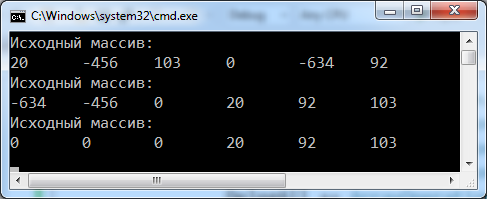 C:\Windows\system32\cmd.exe
Исходный массив:
20 -456 103 0 -634 92
Исходный массив:
-634 -456 0 20 92 103
Исходный массив:
0 0 0 20 92 103